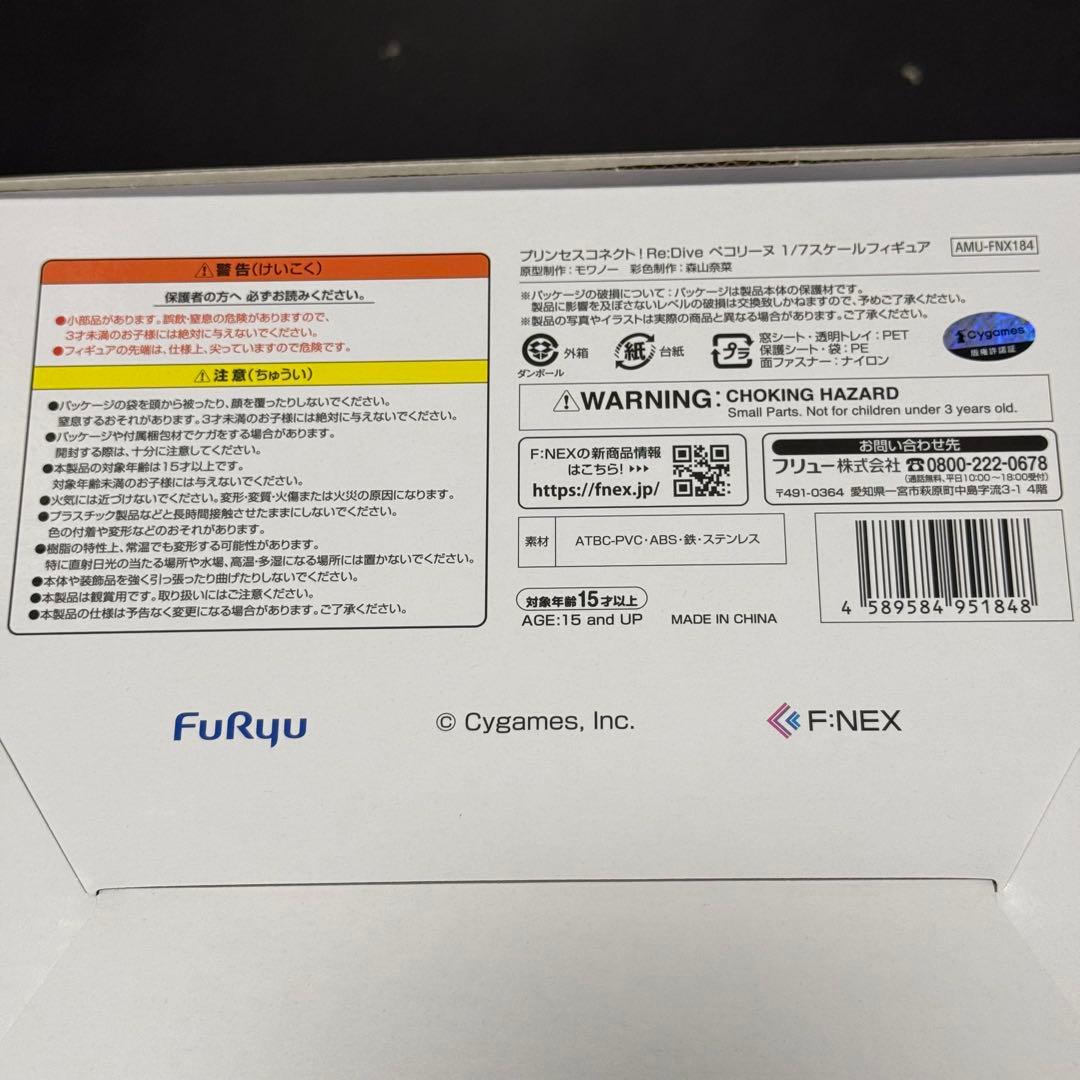 ⚠警告(けいこく)
保護者の方へ 必ずお読みください。
●小部品があります。誤飲・窒息の危険がありますので、
3才未満のお子様には絶対に与えないでください。
●フィギュアの先端は、仕様上、尖っていますので危険です。
⚠注意(ちゅうい)
●パッケージの袋を頭から被ったり、顔を覆ったりしないでください。
窒息するおそれがあります。3才未満のお子様には絶対に与えないでください。
●パッケージや付属梱包材でケガをする場合があります。
開封する際は、十分に注意してください。
●本製品の対象年齢は15才以上です。
対象年齢未満のお子様には与えないでください。
●火気には近づけないでください。変形・変質・火傷または火災の原因になります。
●プラスチック製品などと長時間接触させたままにしないでください。
色の付着や変形などのおそれがあります。
●樹脂の特性上、常温でも変形する可能性があります。
特に直射日光の当たる場所や水場、高温・多湿になる場所には置かないでください。
●本体や装飾品を強く引っ張ったり曲げたりしないでください。
●本製品は観賞用です。取り扱いにはご注意ください。
●本製品の仕様は予告なく変更になる場合があります。ご了承ください。
プリンセスコネクト!Re:Dive ペコリーヌ 1/7スケールフィギュア
AMU-FNX184
原型制作:モワノー 彩色制作:森山奈菜
※パッケージの破損について:パッケージは製品本体の保護材です。
製品に影響を及ぼさないレベルの破損は交換致しかねますので、予めご了承ください。
※製品の写真やイラストは実際の商品と異なる場合があります。ご了承ください。
Cygames
版権許諾証
外箱
ダンボール
紙
台紙
プラ
窓シート・透明トレイ:PET
保護シート・袋:PE
面ファスナー:ナイロン
⚠WARNING: CHOKING HAZARD
Small Parts. Not for children under 3 years old.
F:NEXの新商品情報
はこちら!▸▸▸
https://fnex.jp/
お問い合わせ先
フリュー株式会社 ☎0800-222-0678
(通話無料、平日10:00~18:00受付)
〒491-0364 愛知県一宮市萩原町中島字流3-1 4階
素材
ATBC-PVC・ABS・鉄・ステンレス
対象年齢15才以上
AGE:15 and UP
MADE IN CHINA
4 589584 951848
FuRyu
© Cygames, Inc.
F:NEX